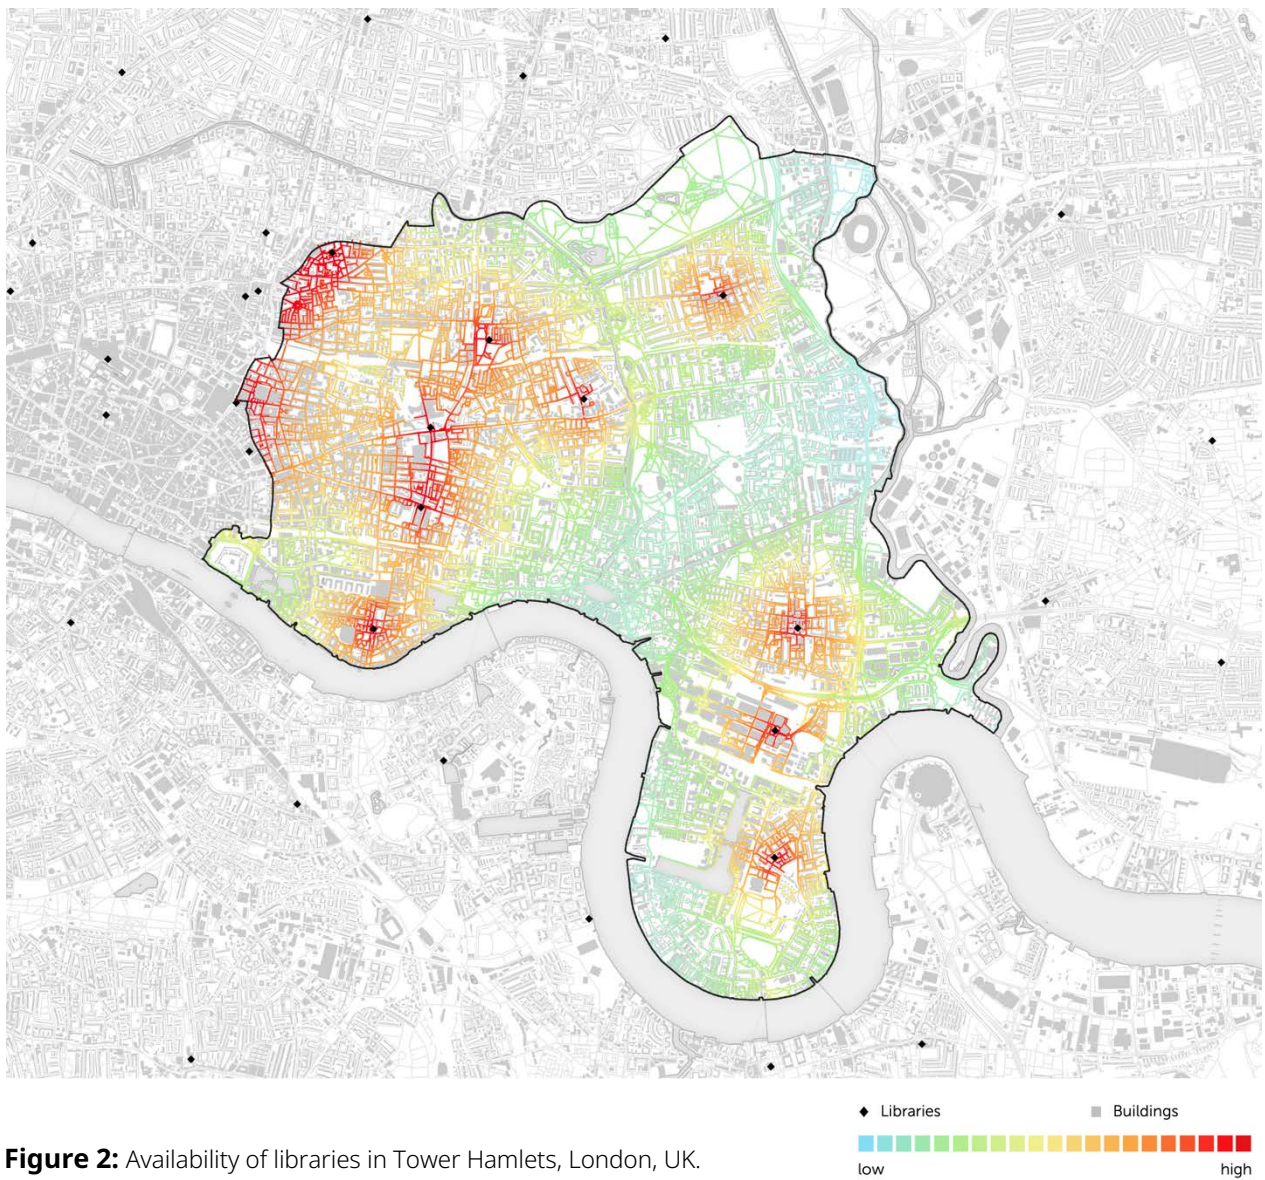 Libraries
Buildings
low
high
Figure 2: Availability of libraries in Tower Hamlets, London, UK.